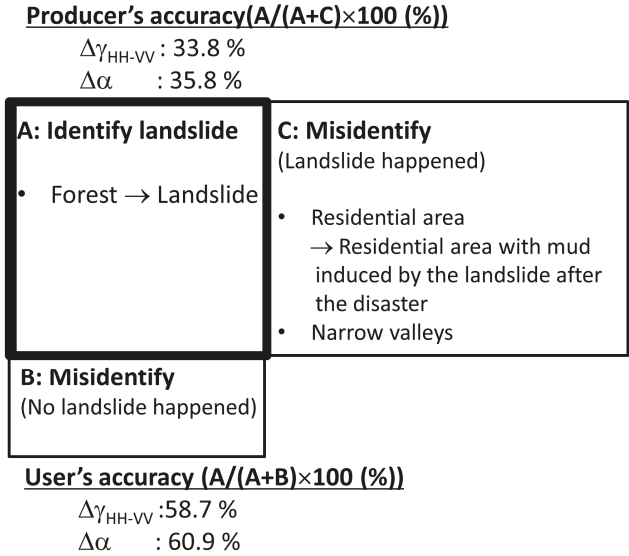 Producer's accuracy(A/(A+C)×100 (%))
ΔγHH-VV : 33.8 %
Δα : 35.8 %
A: Identify landslide
• Forest → Landslide
C: Misidentify
(Landslide happened)
• Residential area
→ Residential area with mud
induced by the landslide after
the disaster
• Narrow valleys
B: Misidentify
(No landslide happened)
User's accuracy (A/(A+B)×100 (%))
ΔγHH-VV :58.7 %
Δα : 60.9 %